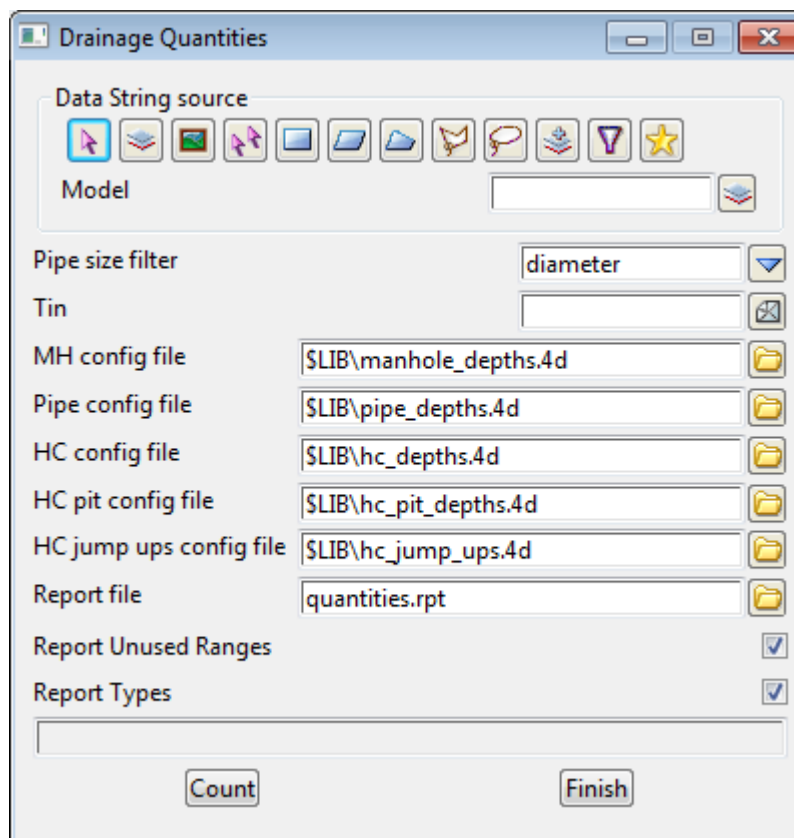 Drainage Quantities
Data String source
Model
Pipe size filter diameter
Tin
MH config file $LIB\manhole_depths.4d
Pipe config file $LIB\pipe_depths.4d
HC config file $LIB\hc_depths.4d
HC pit config file $LIB\hc_pit_depths.4d
HC jump ups config file $LIB\hc_jump_ups.4d
Report file quantities.rpt
Report Unused Ranges
Report Types
Count Finish